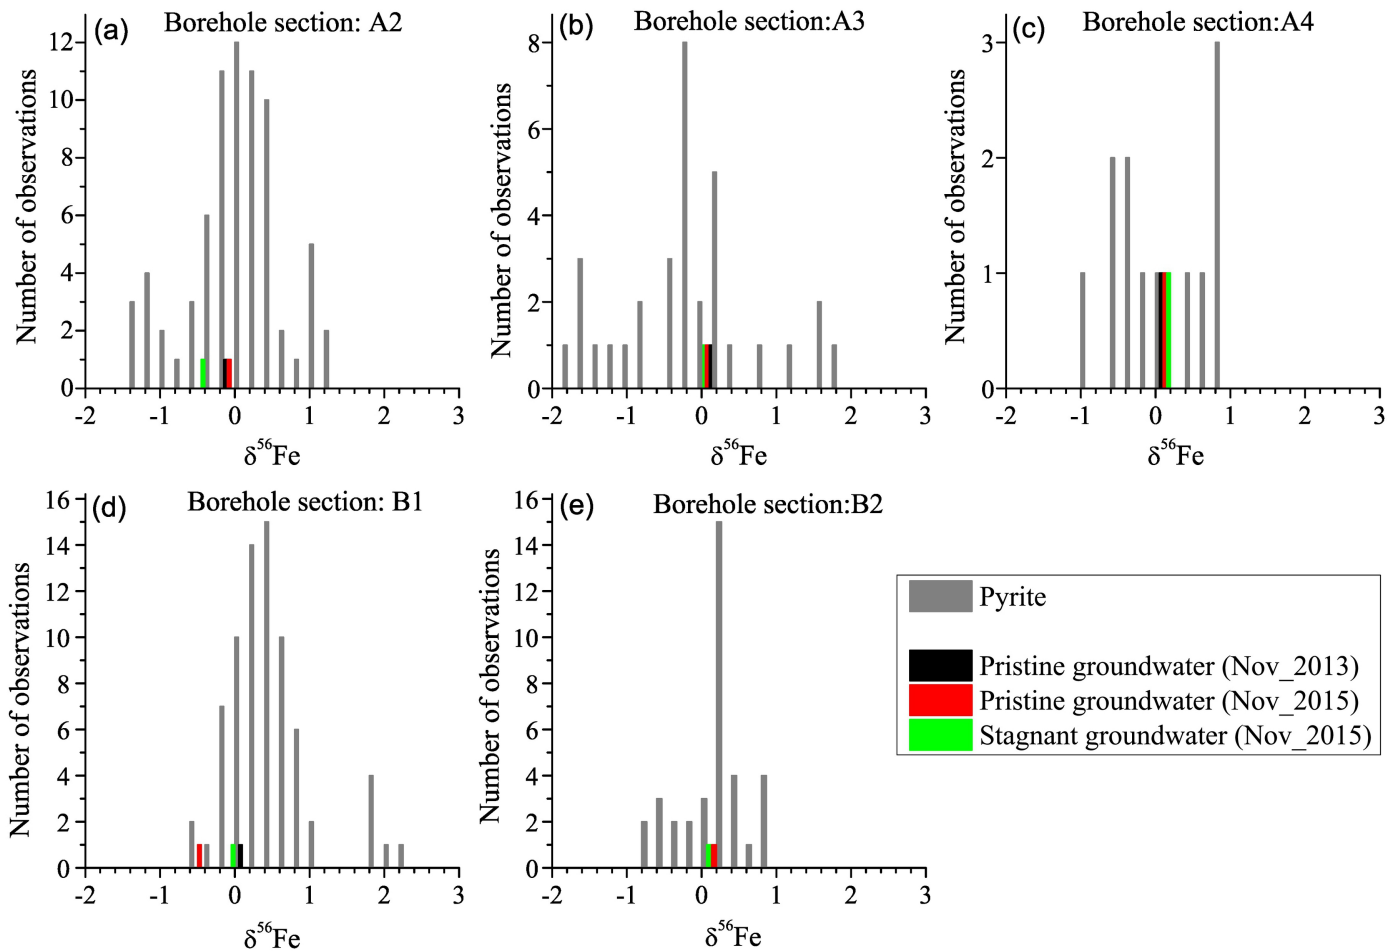 (a) Borehole section: A2
Number of observations
12
10
8
6
4
2
0
-2 -1 0 1 2 3
δ⁵⁶Fe
(b) Borehole section:A3
Number of observations
8
6
4
2
0
-2 -1 0 1 2 3
δ⁵⁶Fe
(c) Borehole section:A4
Number of observations
3
2
1
0
-2 -1 0 1 2 3
δ⁵⁶Fe
(d) Borehole section: B1
Number of observations
16
14
12
10
8
6
4
2
0
-2 -1 0 1 2 3
δ⁵⁶Fe
(e) Borehole section:B2
Number of observations
16
14
12
10
8
6
4
2
0
-2 -1 0 1 2 3
δ⁵⁶Fe
Pyrite
Pristine groundwater (Nov_2013)
Pristine groundwater (Nov_2015)
Stagnant groundwater (Nov_2015)